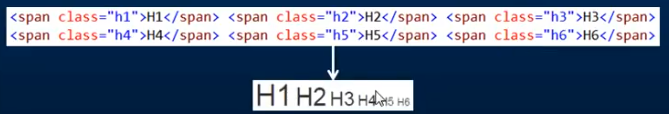 <span class="h1">H1</span> <span class="h2">H2</span> <span class="h3">H3</span>
<span class="h4">H4</span> <span class="h5">H5</span> <span class="h6">H6</span>
H1 H2 H3 H4 H5 H6